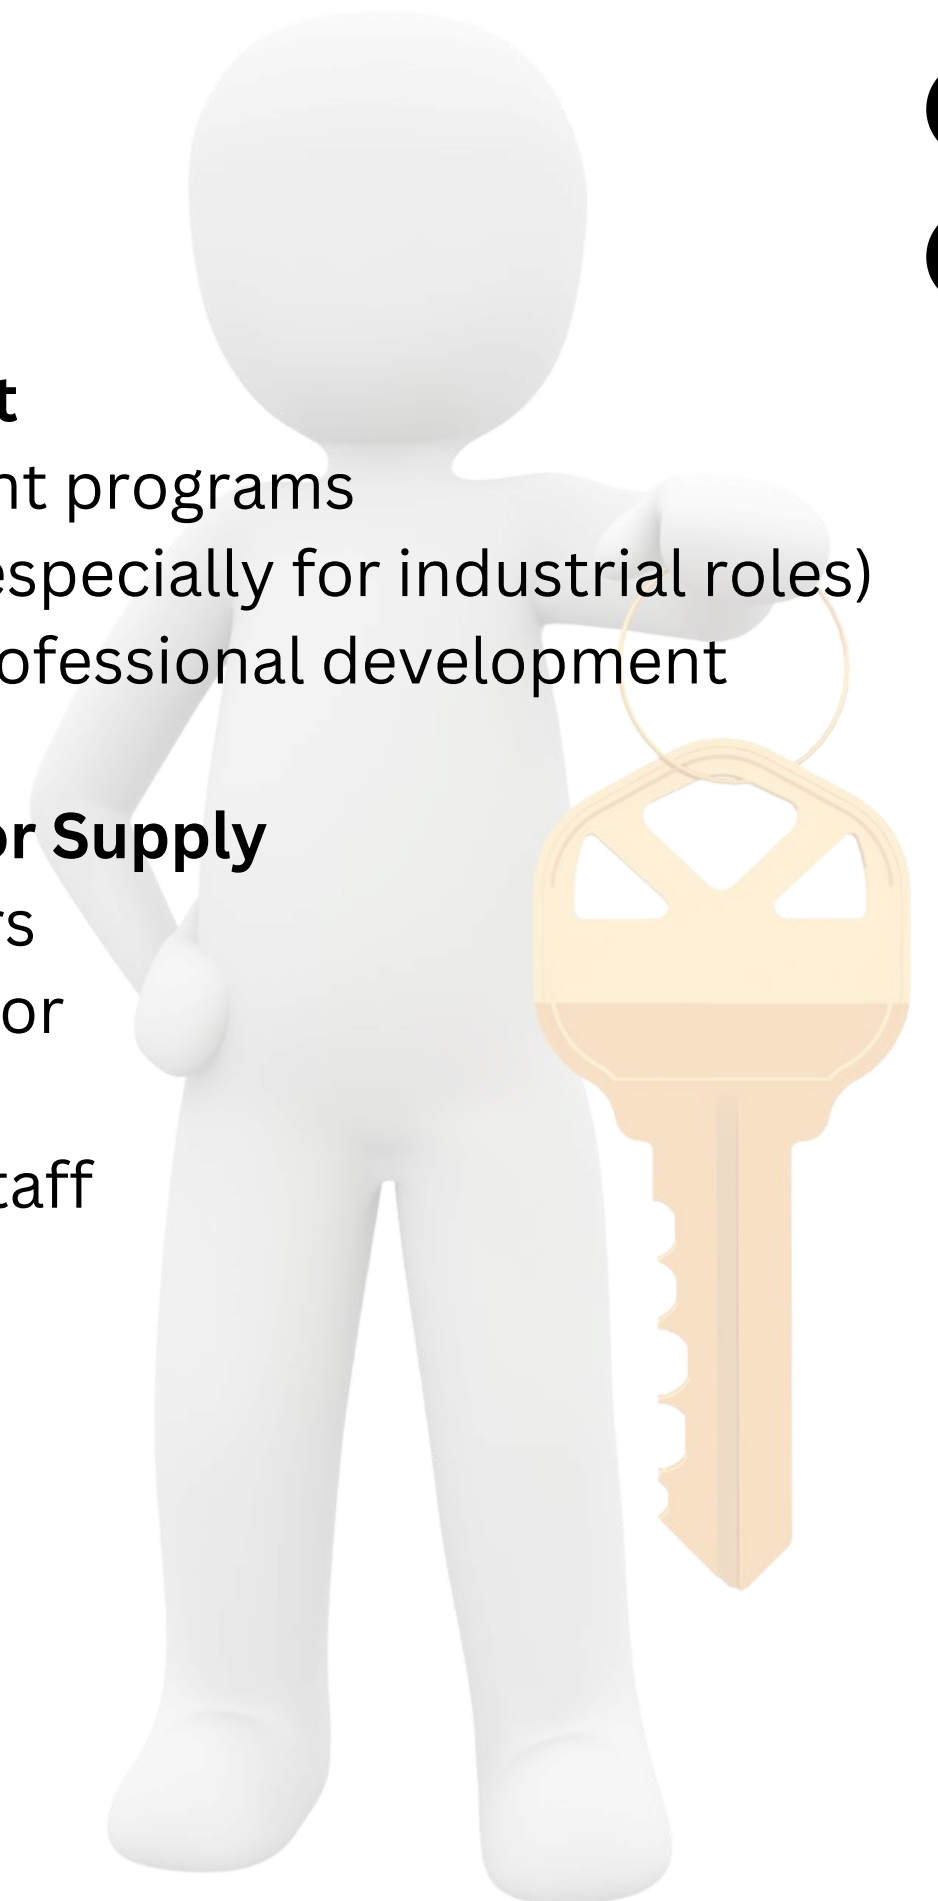 t
nt programs
especially for industrial roles)
ofessional development
or Supply
rs
or
taff